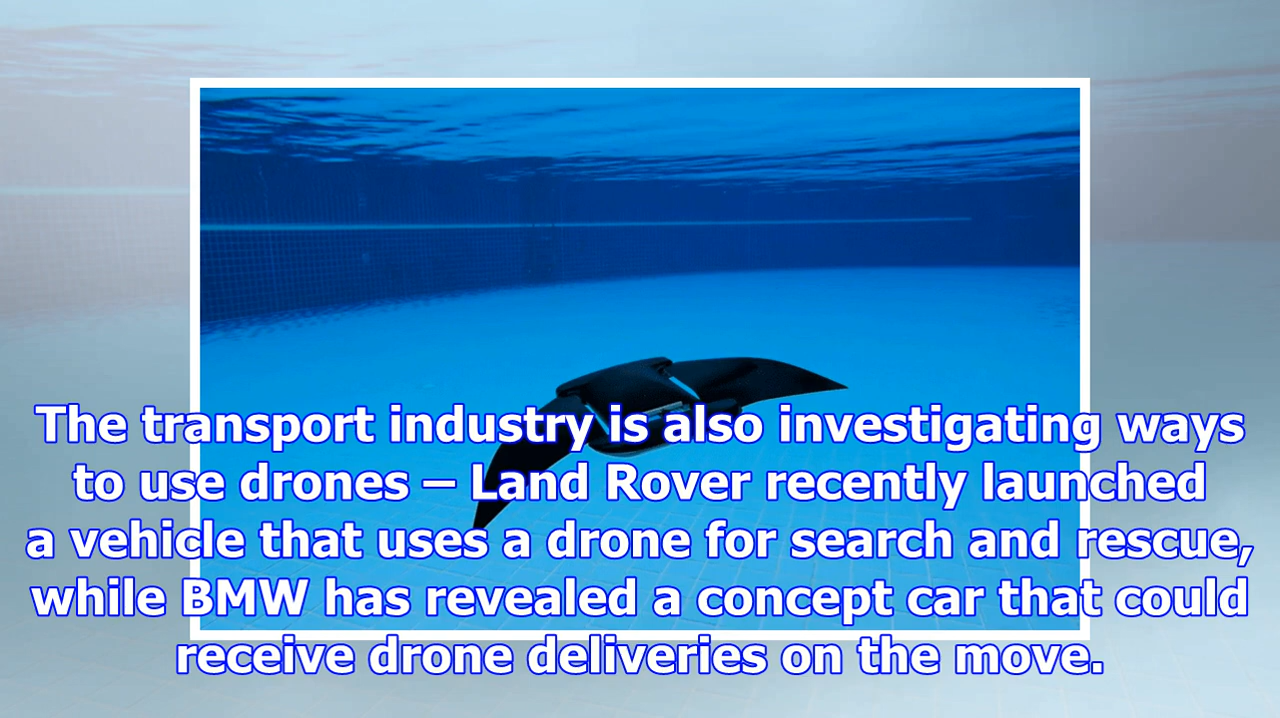 The transport industry is also investigating ways
to use drones – Land Rover recently launched
a vehicle that uses a drone for search and rescue,
while BMW has revealed a concept car that could
receive drone deliveries on the move.